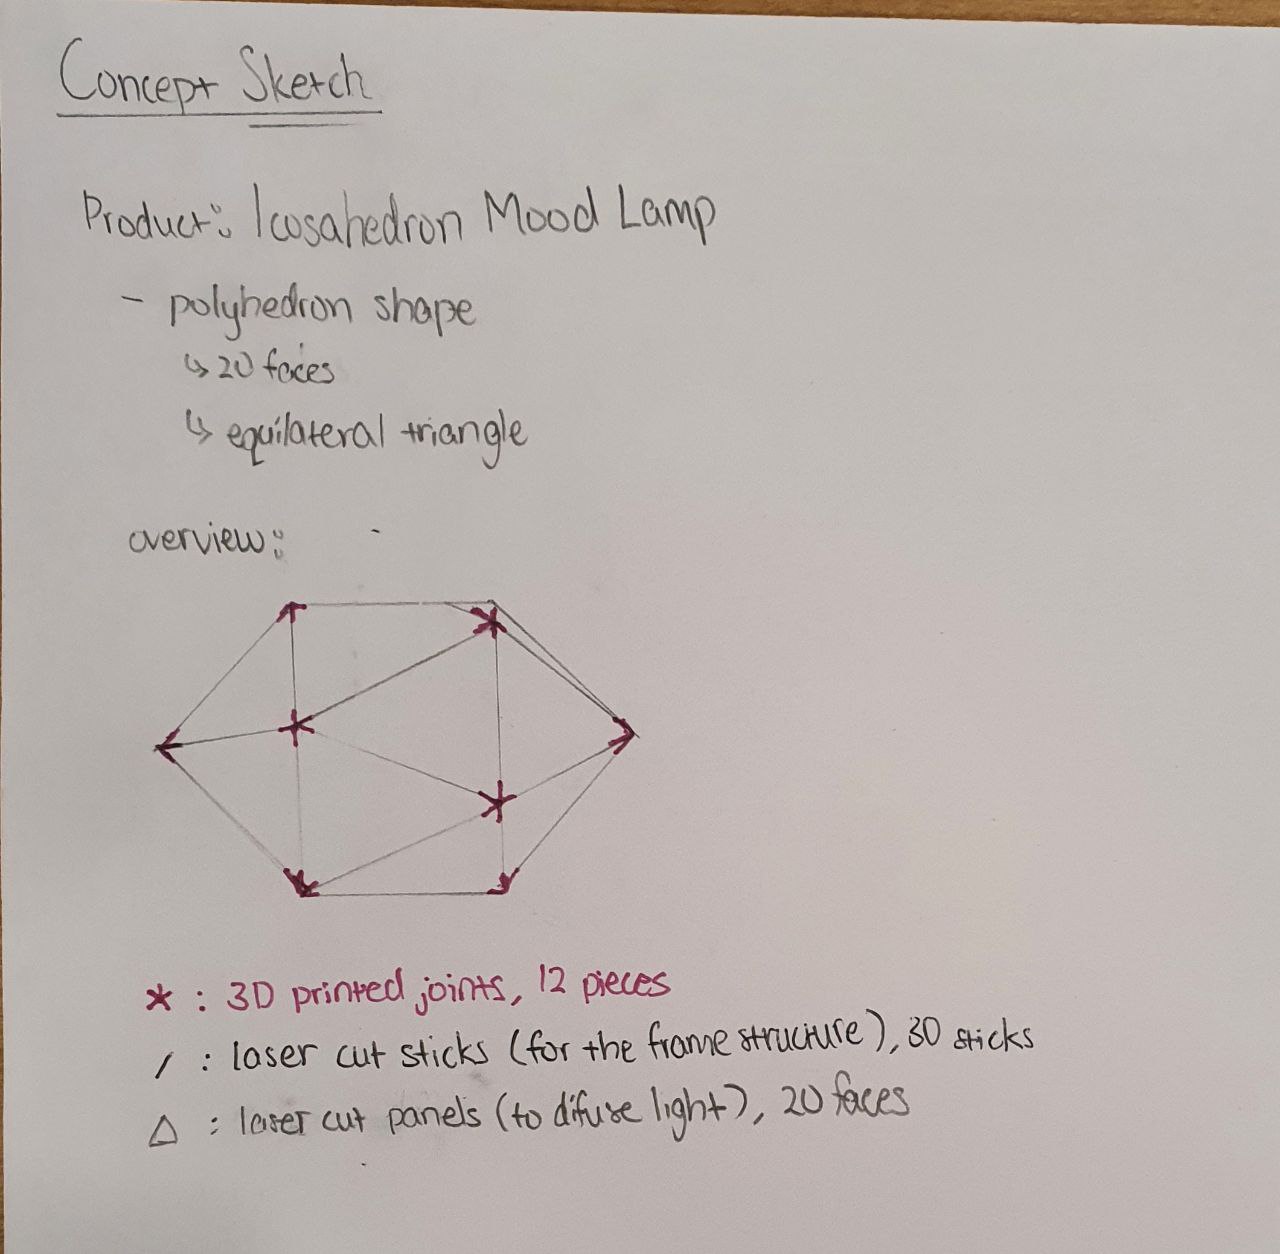 Concept Sketch
Product: Icosahedron Mood Lamp
- polyhedron shape
↳ 20 faces
↳ equilateral triangle
overview:
* : 3D printed joints, 12 pieces
/ : laser cut sticks (for the frame structure), 30 sticks
△ : laser cut panels (to difuse light), 20 faces